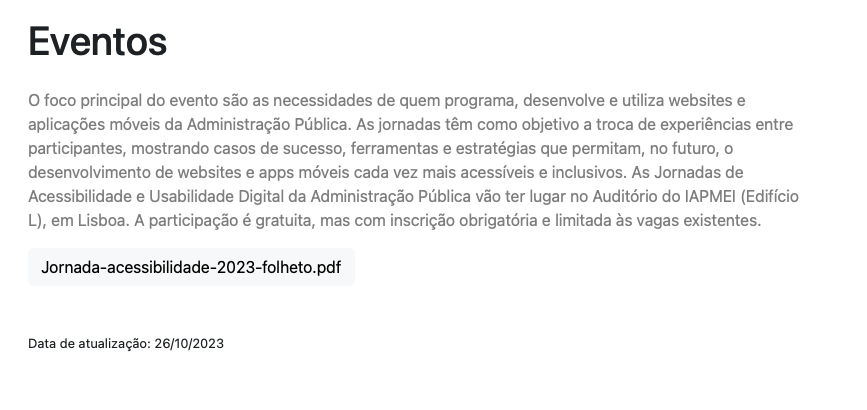 Eventos
O foco principal do evento são as necessidades de quem programa, desenvolve e utiliza websites e
aplicações móveis da Administração Pública. As jornadas têm como objetivo a troca de experiências entre
participantes, mostrando casos de sucesso, ferramentas e estratégias que permitam, no futuro, o
desenvolvimento de websites e apps móveis cada vez mais acessíveis e inclusivos. As Jornadas de
Acessibilidade e Usabilidade Digital da Administração Pública vão ter lugar no Auditório do IAPMEI (Edifício
L), em Lisboa. A participação é gratuita, mas com inscrição obrigatória e limitada às vagas existentes.
Jornada-acessibilidade-2023-folheto.pdf
Data de atualização: 26/10/2023